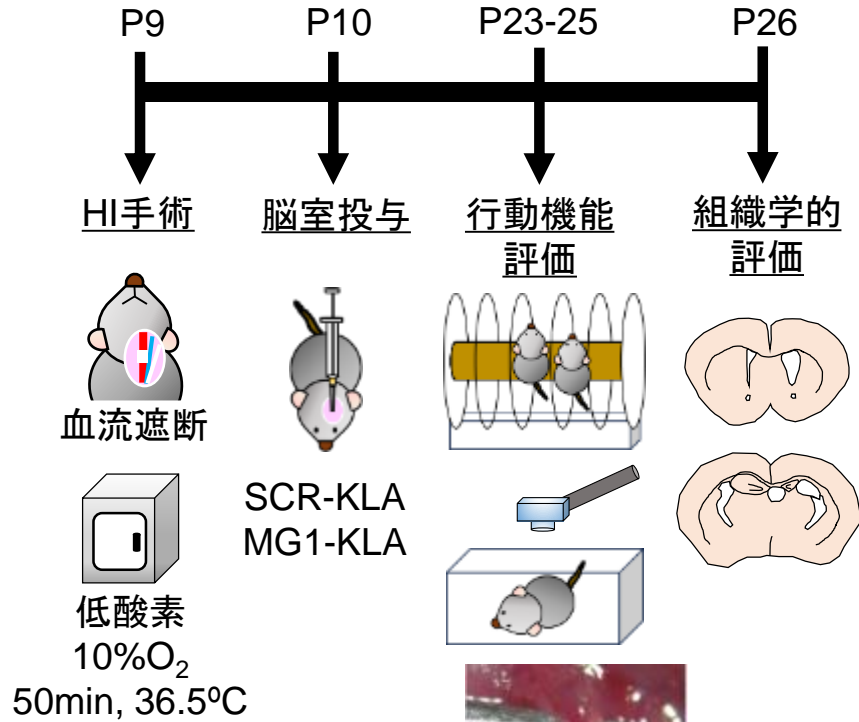 P9
P10
P23-25
P26
HI手術
脳室投与
行動機能
評価
組織学的
評価
血流遮断
SCR-KLA
MG1-KLA
低酸素
10%O₂
50min, 36.5⁰C